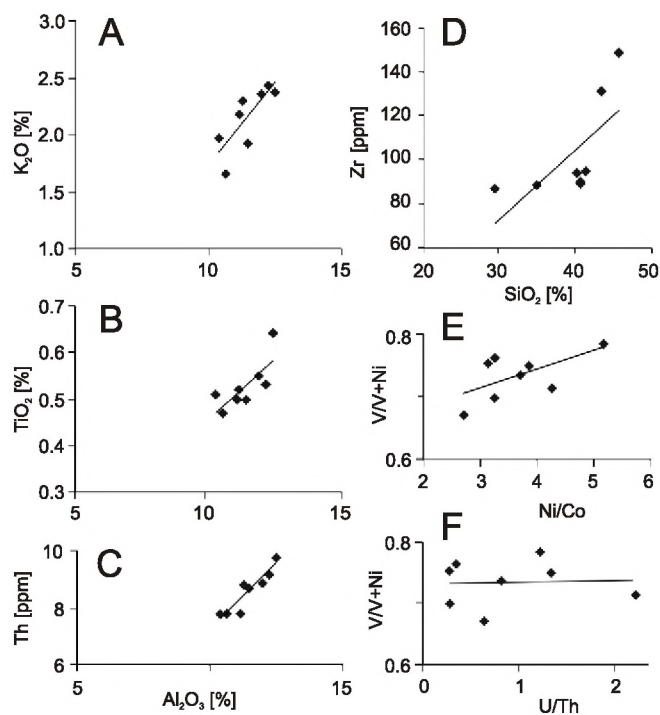 A
K₂O [%]
3.0
2.5
2.0
1.5
1.0
5
10
15
B
TiO₂ [%]
0.7
0.6
0.5
0.4
0.3
5
10
15
C
Th [ppm]
10
8
6
5
10
15
Al₂O₃ [%]
D
Zr [ppm]
160
140
120
100
80
60
20
30
40
50
SiO₂ [%]
E
V/V+Ni
0.8
0.6
2
3
4
5
6
Ni/Co
F
V/V+Ni
0.8
0.6
0
1
2
U/Th